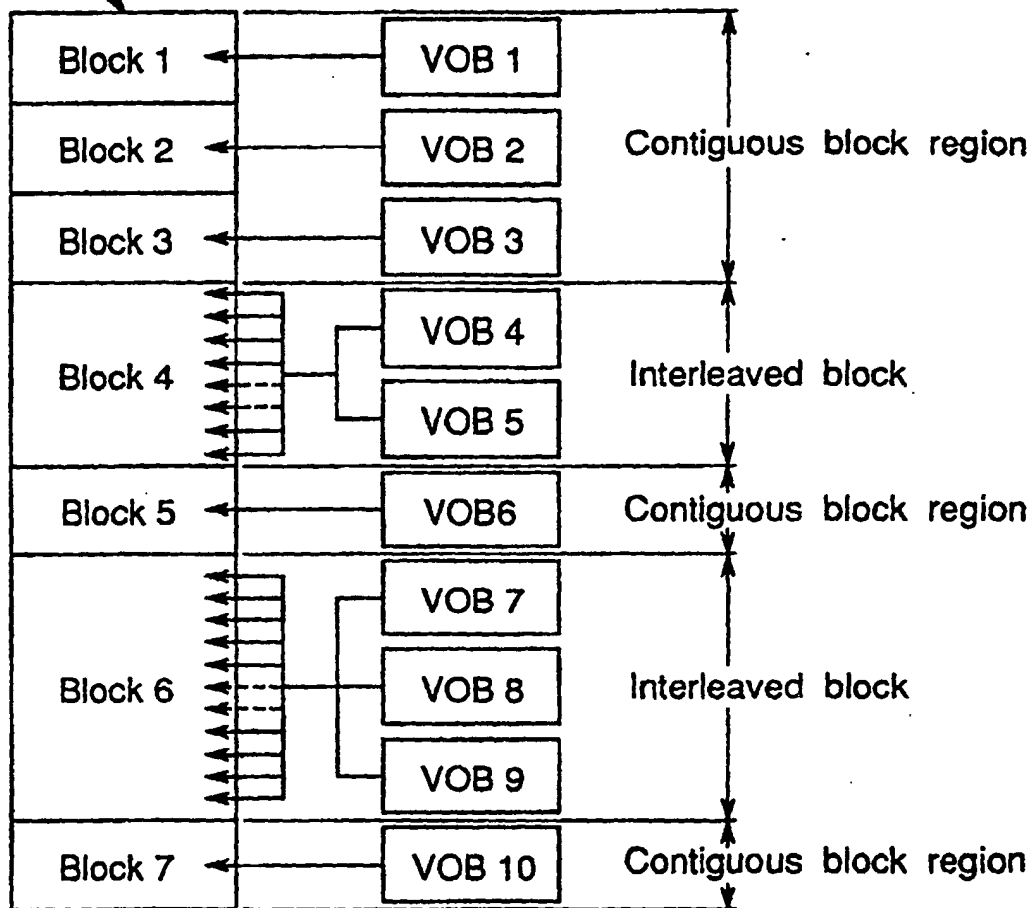 Block 1
VOB 1
Block 2
VOB 2
Contiguous block region
Block 3
VOB 3
VOB 4
Block 4
Interleaved block
VOB 5
Block 5
VOB6
Contiguous block region
VOB 7
Block 6
VOB 8
Interleaved block
VOB 9
Block 7
VOB 10
Contiguous block region